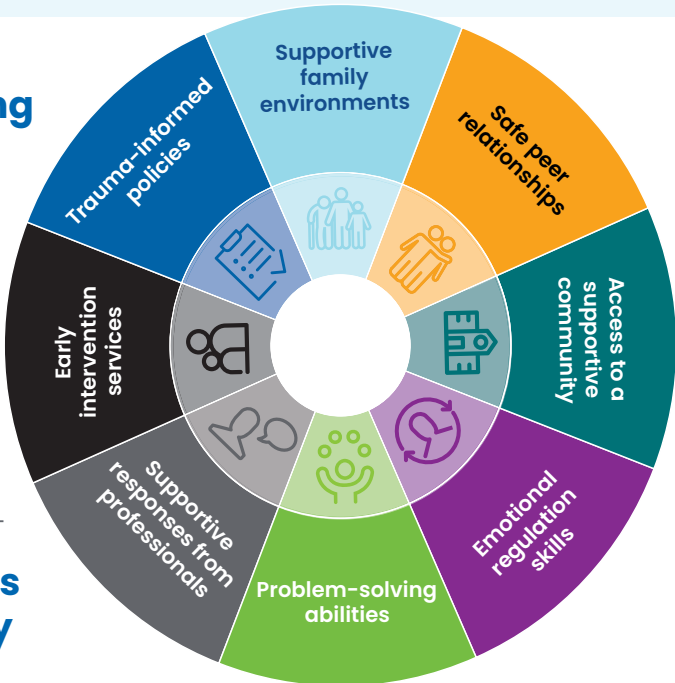 ng
Supportive
family
environments
Safe peer
relationships
Access to a
supportive
community
Emotional
regulation
skills
Problem-solving
abilities
Supportive
responses from
professionals
Early
intervention
services
Trauma-informed
policies
s
y